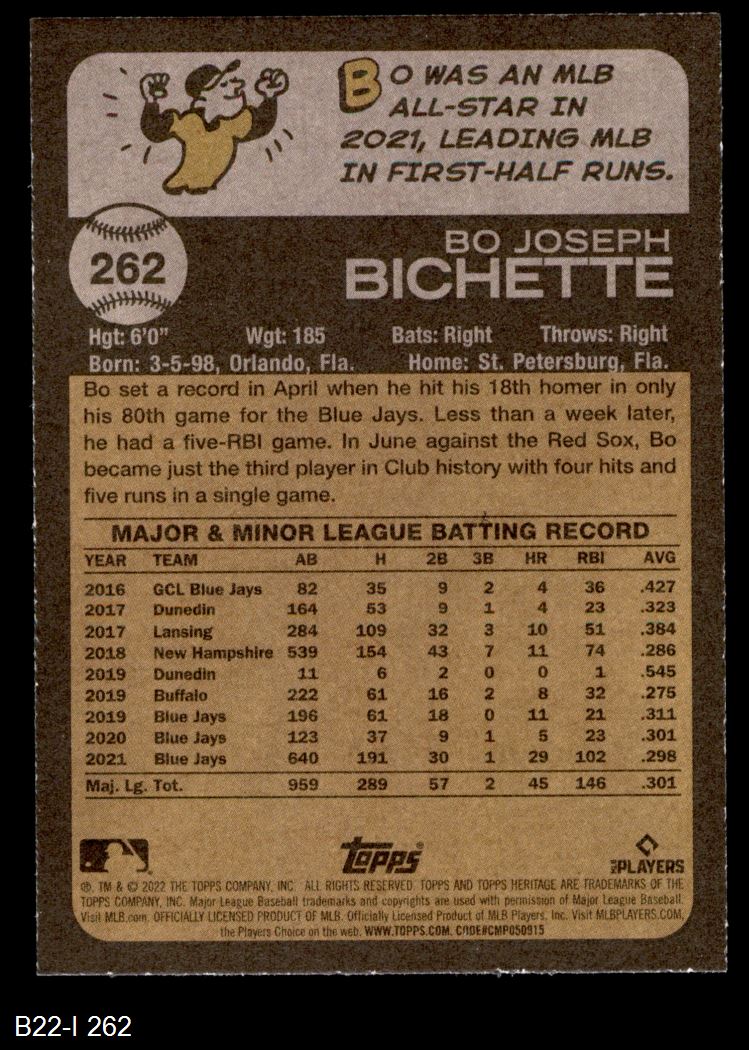 BO WAS AN MLB
ALL-STAR IN
2021, LEADING MLB
IN FIRST-HALF RUNS.
262
BO JOSEPH
BICHETTE
Hgt: 6'0" Wgt: 185 Bats: Right Throws: Right
Born: 3-5-98, Orlando, Fla. Home: St. Petersburg, Fla.
Bo set a record in April when he hit his 18th homer in only
his 80th game for the Blue Jays. Less than a week later,
he had a five-RBI game. In June against the Red Sox, Bo
became just the third player in Club history with four hits and
five runs in a single game.
MAJOR & MINOR LEAGUE BATTING RECORD
YEAR TEAM AB H 2B 3B HR RBI AVG
2016 GCL Blue Jays 82 35 9 2 4 36 .427
2017 Dunedin 164 53 9 1 4 23 .323
2017 Lansing 284 109 32 3 10 51 .384
2018 New Hampshire 539 154 43 7 11 74 .286
2019 Dunedin 11 6 2 0 0 1 .545
2019 Buffalo 222 61 16 2 8 32 .275
2019 Blue Jays 196 61 18 0 11 21 .311
2020 Blue Jays 123 37 9 1 5 23 .301
2021 Blue Jays 640 191 30 1 29 102 .298
Maj. Lg. Tot. 959 289 57 2 45 146 .301
Topps
MLB PLAYERS
®, TM & © 2022 THE TOPPS COMPANY, INC. ALL RIGHTS RESERVED. TOPPS AND TOPPS HERITAGE ARE TRADEMARKS OF THE
TOPPS COMPANY, INC. Major League Baseball trademarks and copyrights are used with permission of Major League Baseball.
Visit MLB.com. OFFICIALLY LICENSED PRODUCT OF MLB. Officially Licensed Product of MLB Players, Inc. Visit MLBPLAYERS.COM,
the Players Choice on the web. WWW.TOPPS.COM. CODE#CMP050915
B22-I 262